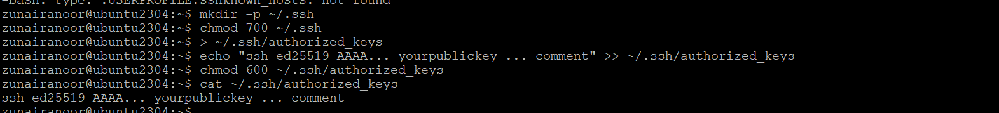 -bash: type: .USERPROFILE.sshknown_hosts: not found
zunairanoor@ubuntu2304:~$ mkdir -p ~/.ssh
zunairanoor@ubuntu2304:~$ chmod 700 ~/.ssh
zunairanoor@ubuntu2304:~$ > ~/.ssh/authorized_keys
zunairanoor@ubuntu2304:~$ echo "ssh-ed25519 AAAA... yourpublickey ... comment" >> ~/.ssh/authorized_keys
zunairanoor@ubuntu2304:~$ chmod 600 ~/.ssh/authorized_keys
zunairanoor@ubuntu2304:~$ cat ~/.ssh/authorized_keys
ssh-ed25519 AAAA... yourpublickey ... comment
zunairanoor@ubuntu2304:~$